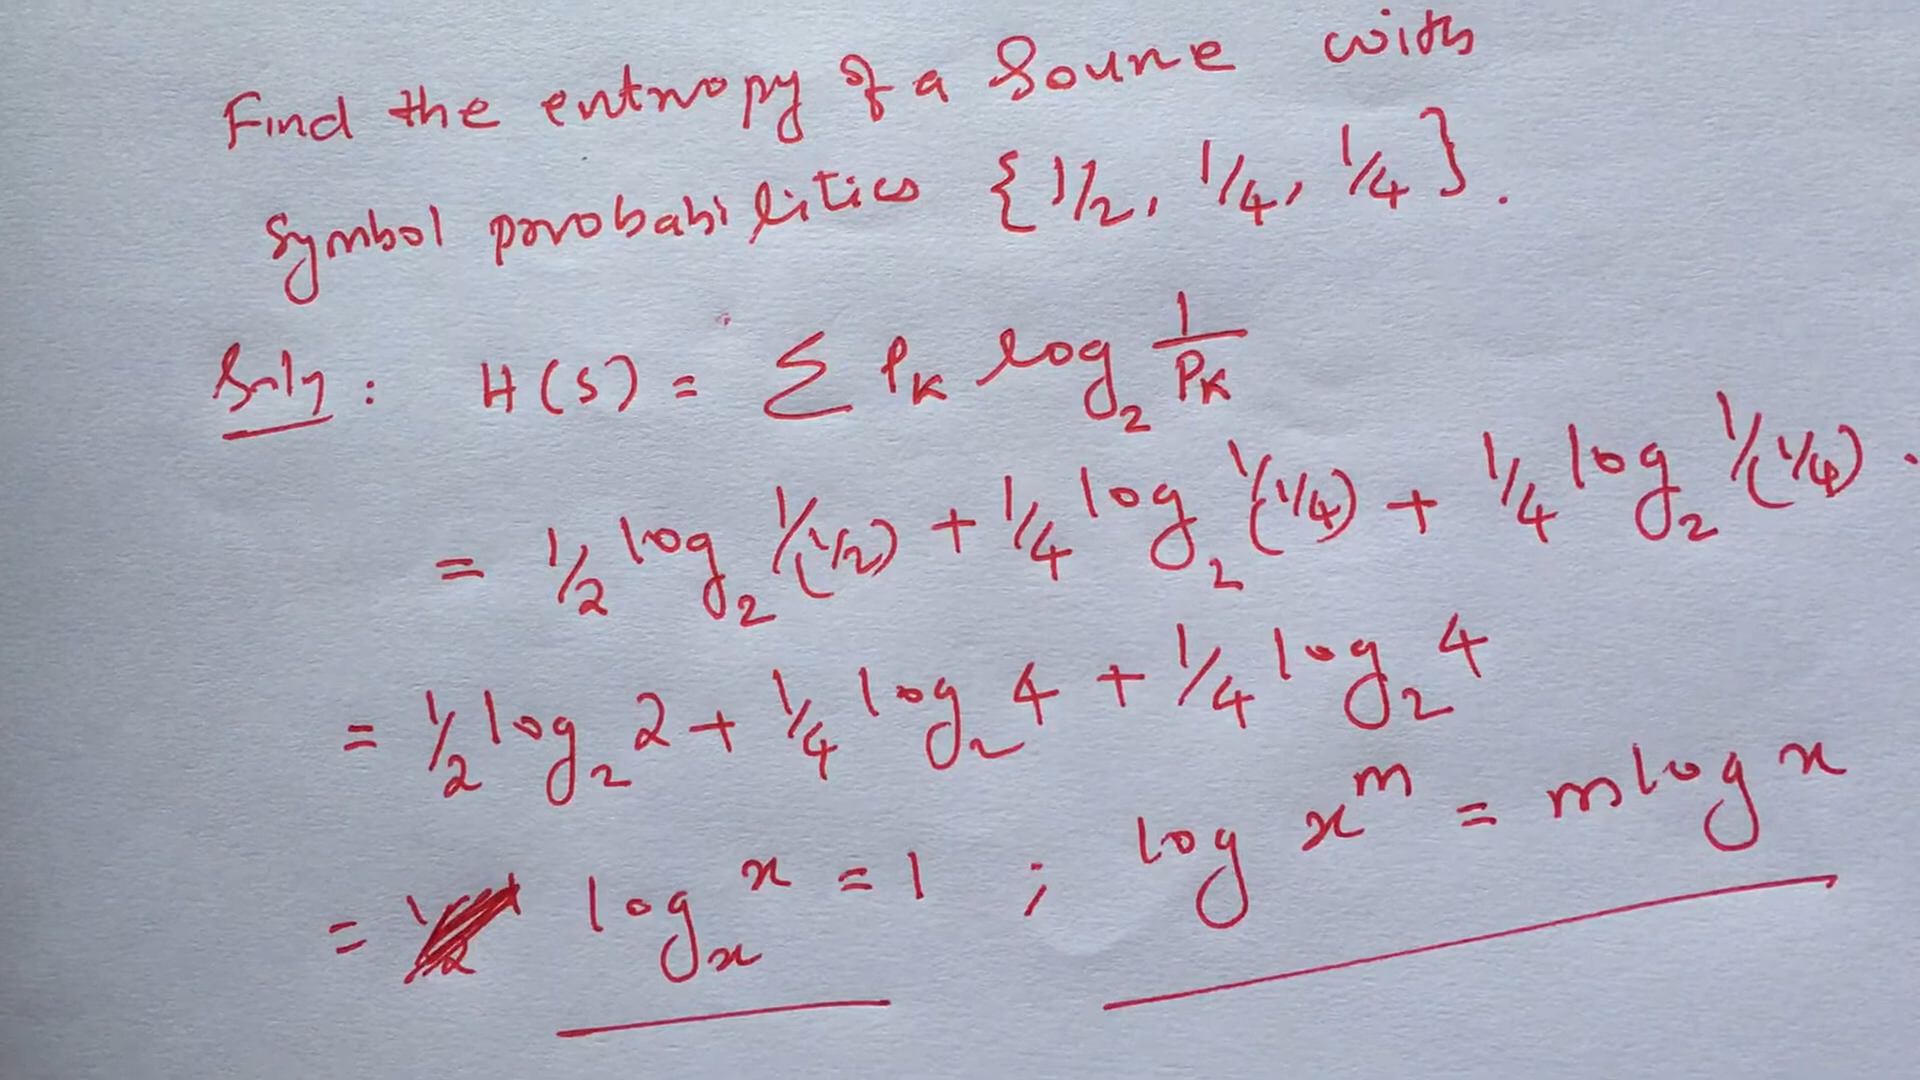 Find the entropy of a Source with
Symbol probabilities {1/2, 1/4, 1/4}.
Soln: H(S) = Σ PK log2 1/PK
= 1/2 log2 1/(1/2) + 1/4 log2 1/(1/4) + 1/4 log2 1/(1/4).
= 1/2 log2 2 + 1/4 log2 4 + 1/4 log2 4
= logx x = 1 ; log x^m = m log x